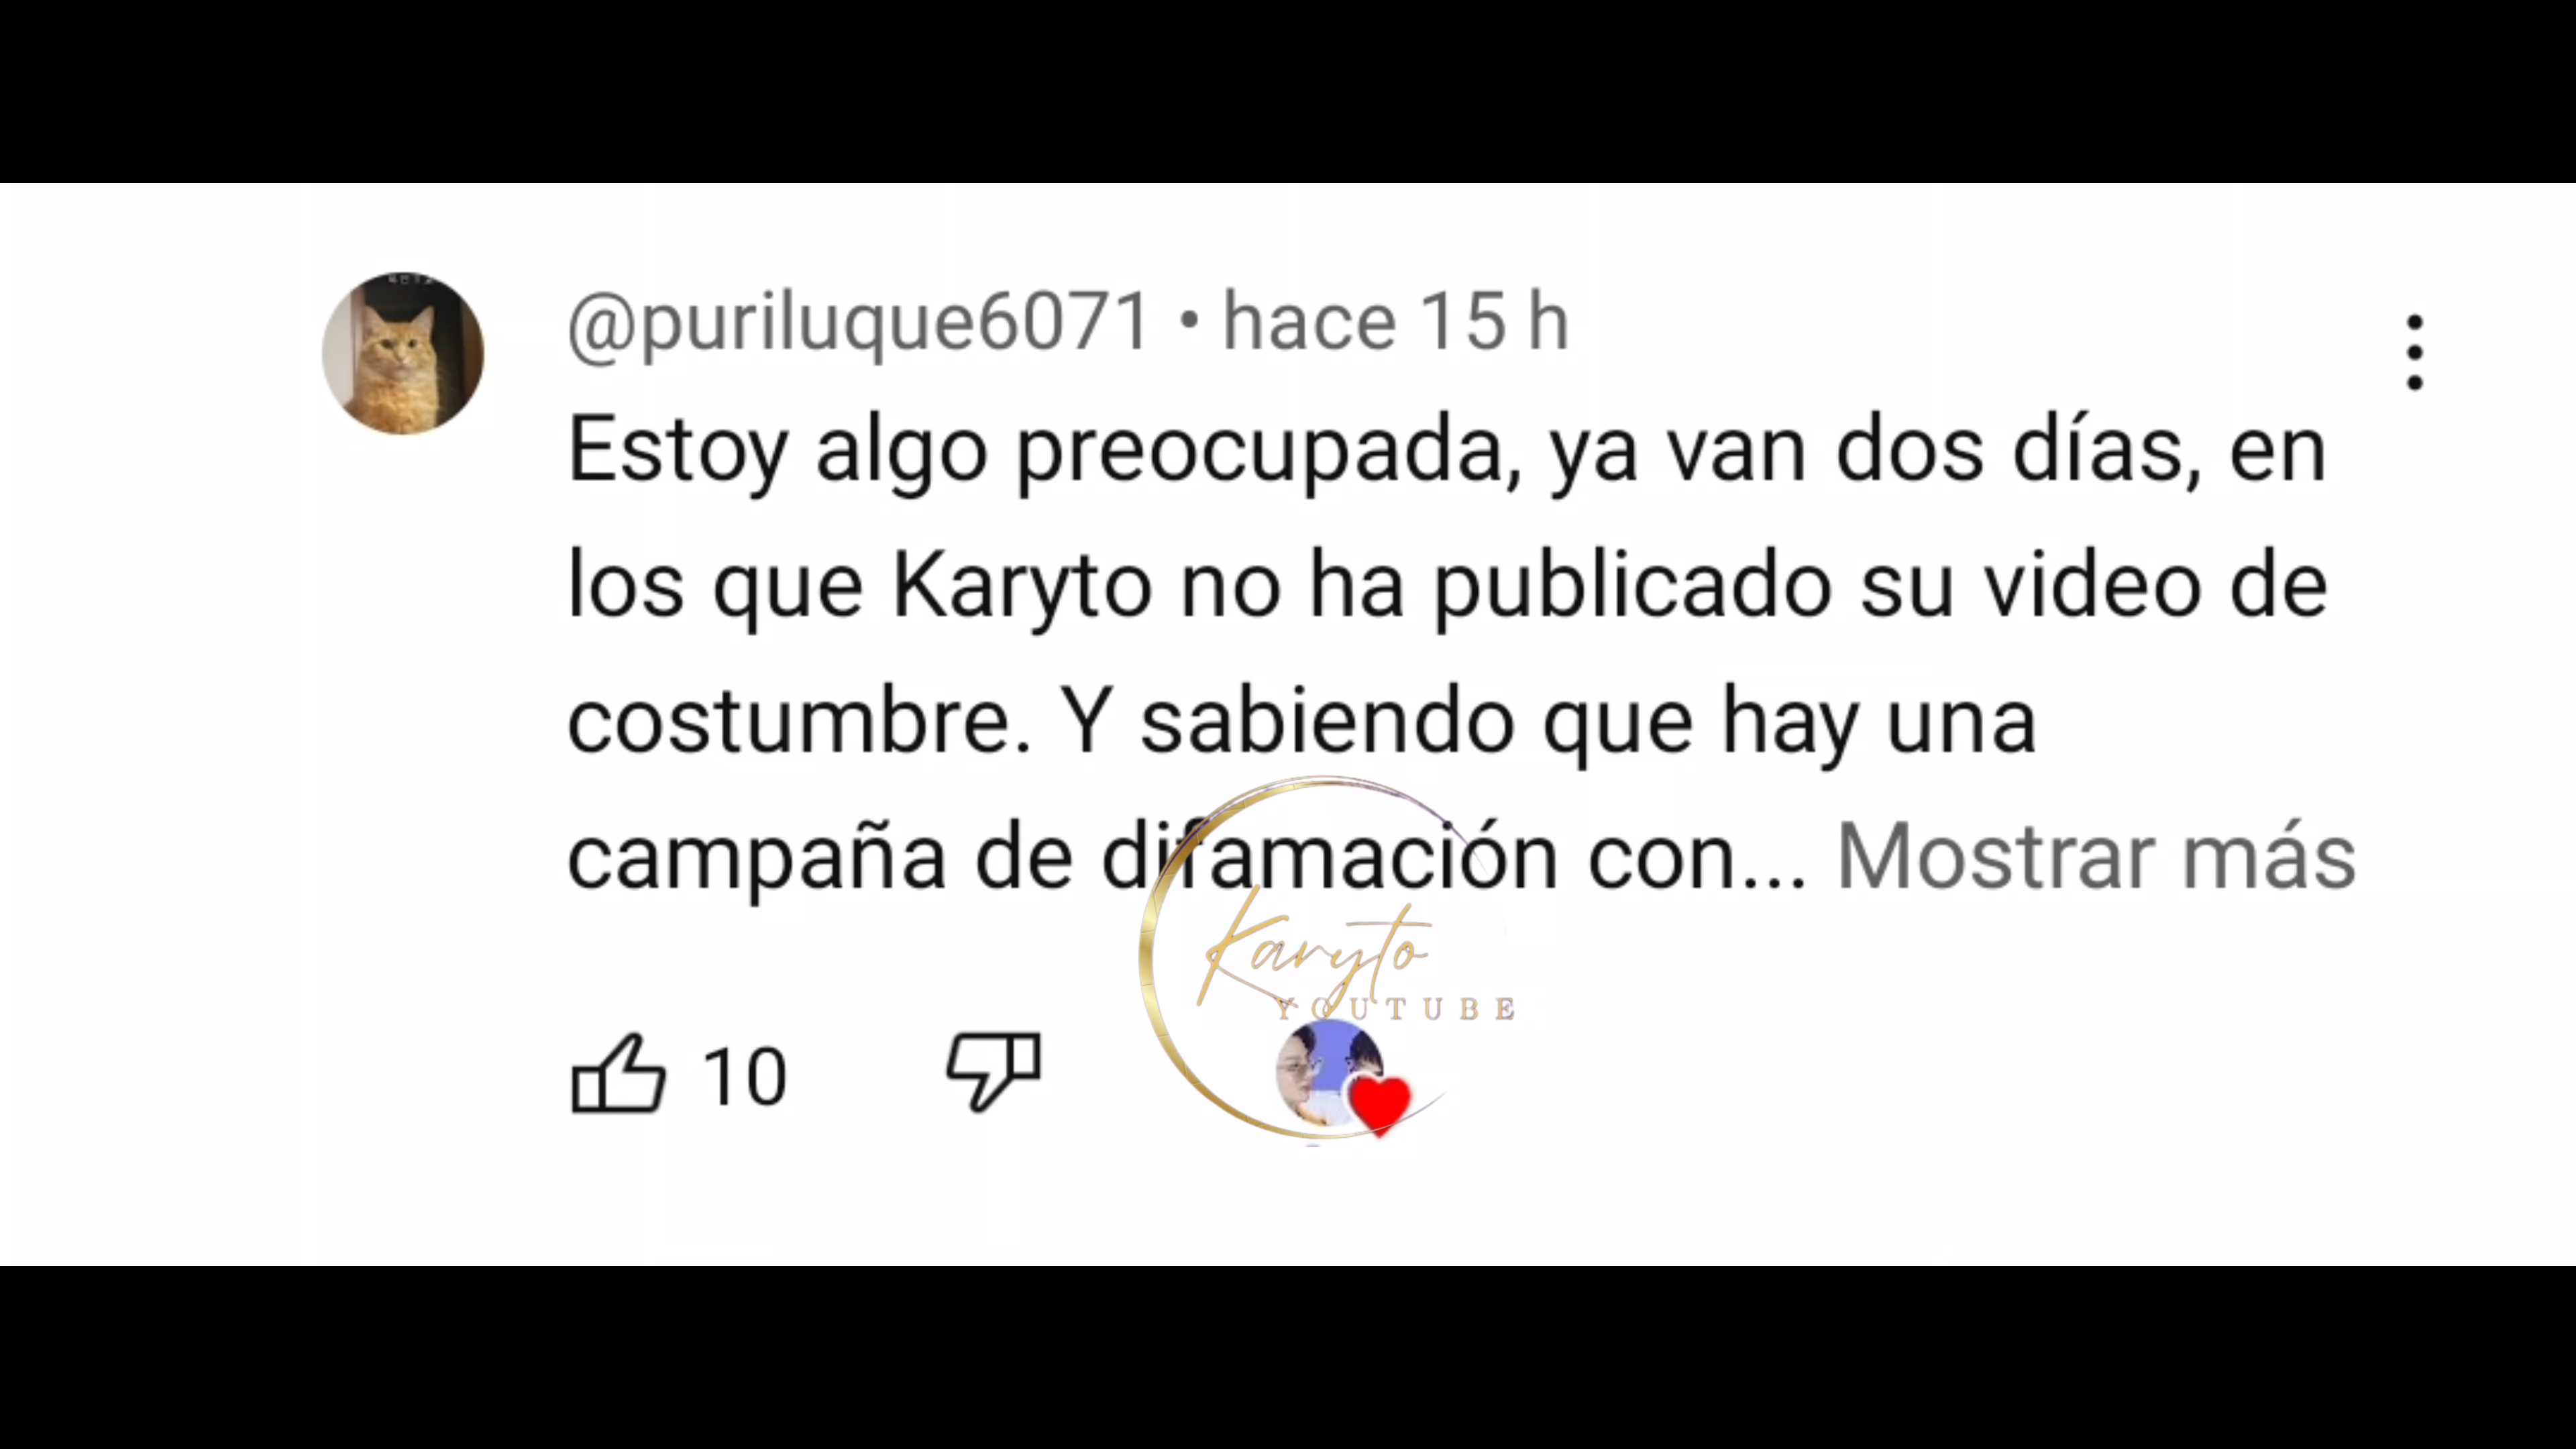 @puriluque6071 • hace 15 h
Estoy algo preocupada, ya van dos días, en
los que Karyto no ha publicado su video de
costumbre. Y sabiendo que hay una
campaña de difamación con... Mostrar más
Karyto
YOUTUBE
10